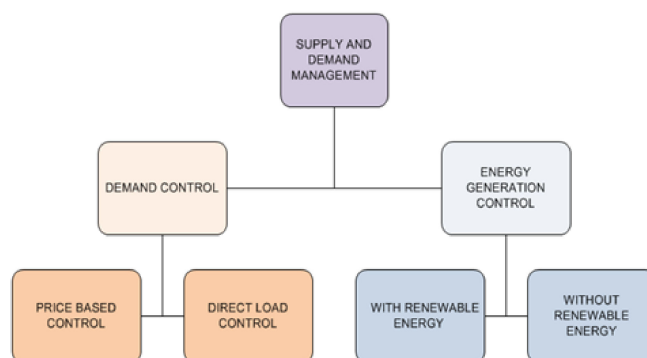 SUPPLY AND
DEMAND
MANAGEMENT
DEMAND CONTROL
ENERGY
GENERATION
CONTROL
PRICE BASED
CONTROL
DIRECT LOAD
CONTROL
WITH RENEWABLE
ENERGY
WITHOUT
RENEWABLE
ENERGY